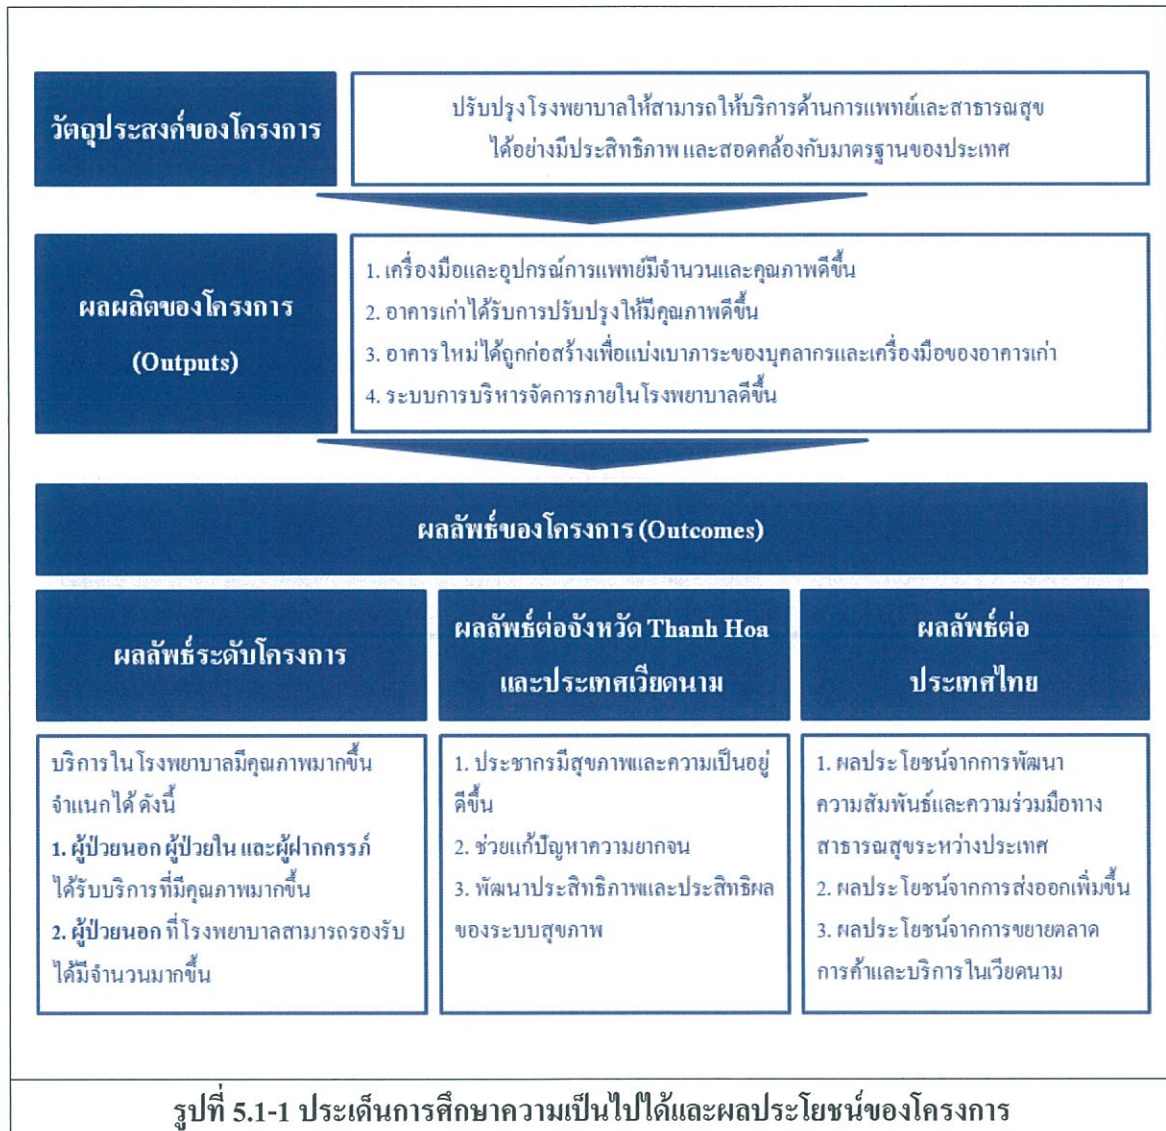 วัตถุประสงค์ของโครงการ
ปรับปรุงโรงพยาบาลให้สามารถให้บริการด้านการแพทย์และสาธารณสุข
ได้อย่างมีประสิทธิภาพ และสอดคล้องกับมาตรฐานของประเทศ
ผลผลิตของโครงการ
(Outputs)
1. เครื่องมือและอุปกรณ์การแพทย์มีจำนวนและคุณภาพดีขึ้น
2. อาคารเก่าได้รับการปรับปรุงให้มีคุณภาพดีขึ้น
3. อาคารใหม่ได้ถูกก่อสร้างเพื่อแบ่งเบาภาระของบุคลากรและเครื่องมือของอาคารเก่า
4. ระบบการบริหารจัดการภายในโรงพยาบาลดีขึ้น
ผลลัพธ์ของโครงการ (Outcomes)
ผลลัพธ์ระดับโครงการ
บริการในโรงพยาบาลมีคุณภาพมากขึ้น
จำแนกได้ ดังนี้
1. ผู้ป่วยนอก ผู้ป่วยใน และผู้ฝากครรภ์
ได้รับบริการที่มีคุณภาพมากขึ้น
2. ผู้ป่วยนอก ที่โรงพยาบาลสามารถรองรับ
ได้มีจำนวนมากขึ้น
ผลลัพธ์ต่อจังหวัด Thanh Hoa
และประเทศเวียดนาม
1. ประชากรมีสุขภาพและความเป็นอยู่
ดีขึ้น
2. ช่วยแก้ปัญหาความยากจน
3. พัฒนาประสิทธิภาพและประสิทธิผล
ของระบบสุขภาพ
ผลลัพธ์ต่อ
ประเทศไทย
1. ผลประโยชน์จากการพัฒนา
ความสัมพันธ์และความร่วมมือทาง
สาธารณสุขระหว่างประเทศ
2. ผลประโยชน์จากการส่งออกเพิ่มขึ้น
3. ผลประโยชน์จากการขยายตลาด
การค้าและบริการในเวียดนาม
รูปที่ 5.1-1 ประเด็นการศึกษาความเป็นไปได้และผลประโยชน์ของโครงการ